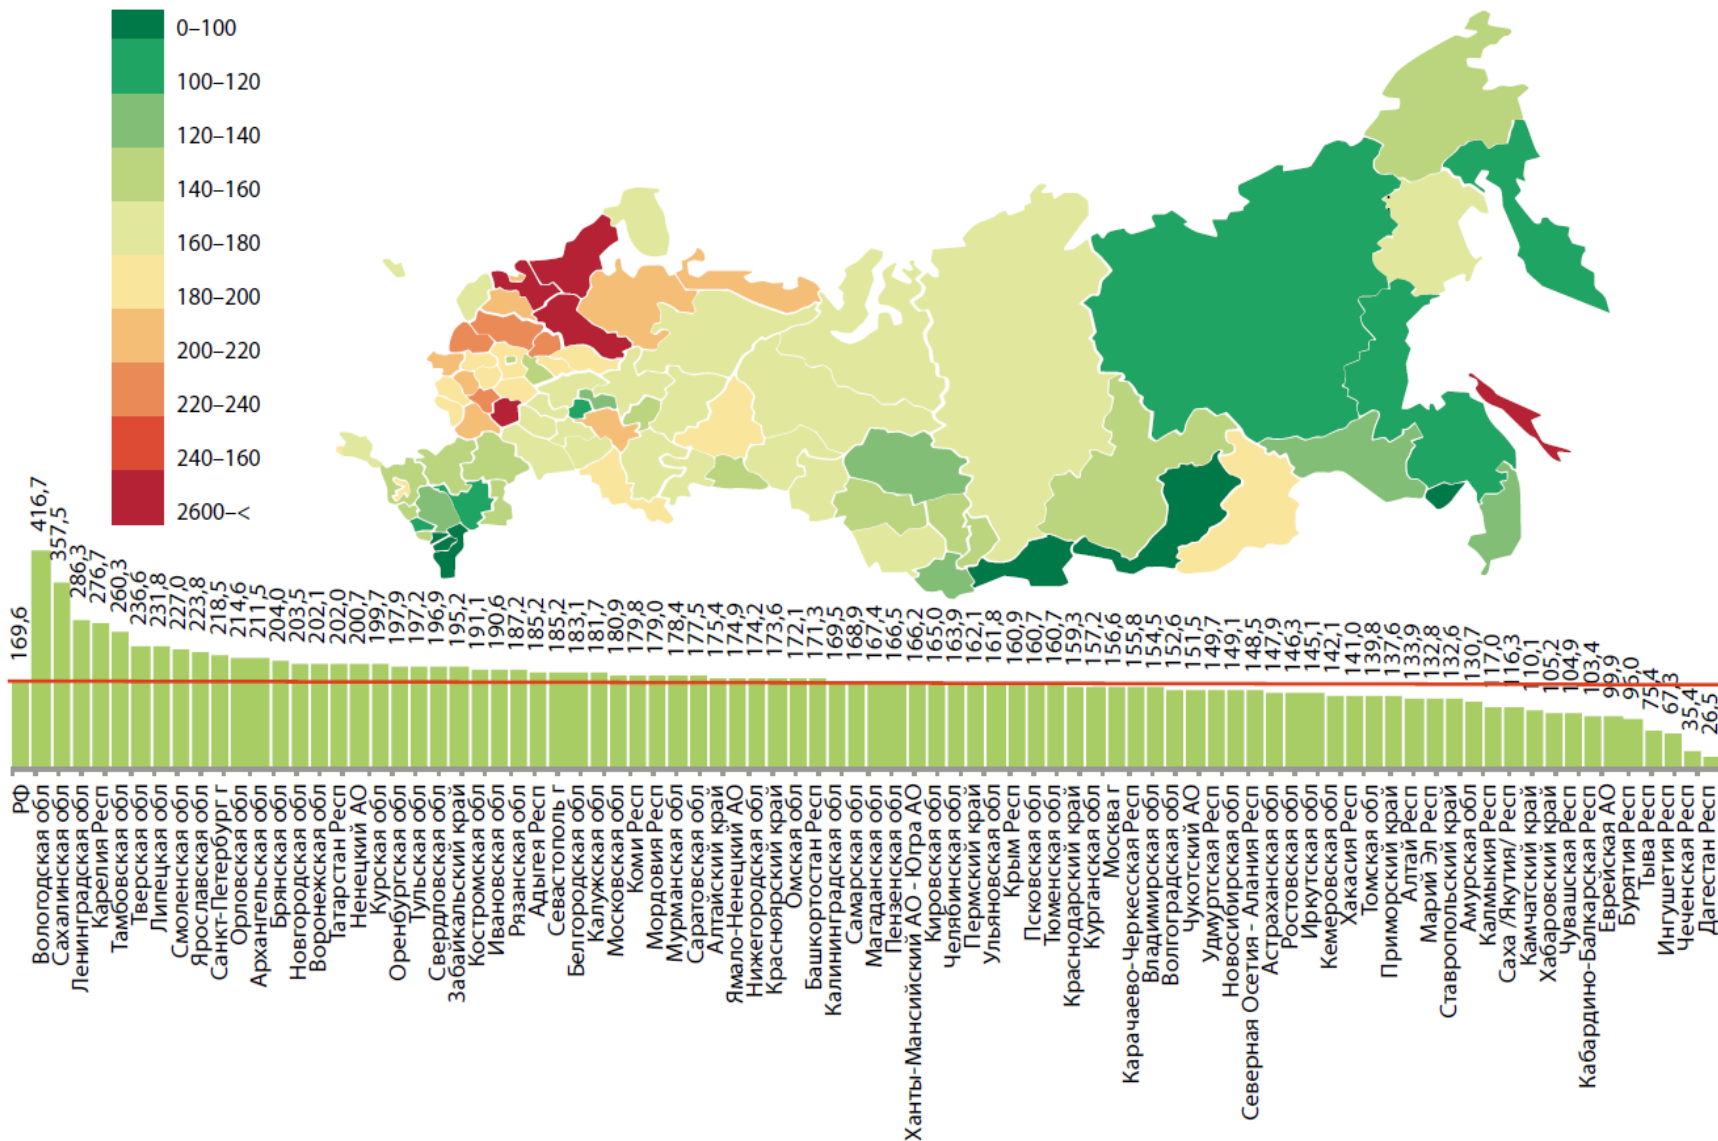 0–100
100–120
120–140
140–160
160–180
180–200
200–220
220–240
240–160
2600–<
169,6
416,7
357,5
286,3
276,7
260,3
236,6
231,8
227,0
223,8
218,5
214,6
211,5
204,0
203,5
202,1
202,0
200,7
199,7
197,9
197,2
196,9
195,2
191,1
190,6
187,2
185,2
185,2
183,1
181,7
180,9
179,8
179,0
178,4
177,5
175,4
174,9
174,2
173,6
172,1
171,3
169,5
168,9
167,4
166,5
166,2
165,0
163,9
162,1
161,8
160,9
160,7
160,7
159,3
157,2
156,6
155,8
154,5
152,6
151,5
149,7
149,1
148,5
147,9
146,3
145,1
142,1
141,0
139,8
137,6
133,9
132,8
132,6
130,7
117,0
116,3
110,1
105,2
104,9
103,4
99,9
95,0
75,4
67,3
35,4
26,5
РФ
Вологодская обл
Сахалинская обл
Ленинградская обл
Карелия Респ
Тамбовская обл
Тверская обл
Липецкая обл
Смоленская обл
Ярославская обл
Санкт-Петербург г
Орловская обл
Архангельская обл
Брянская обл
Новгородская обл
Воронежская обл
Татарстан Респ
Ненецкий АО
Курская обл
Оренбургская обл
Тульская обл
Свердловская обл
Забайкальский край
Костромская обл
Ивановская обл
Рязанская обл
Адыгея Респ
Севастополь г
Белгородская обл
Калужская обл
Московская обл
Коми Респ
Мордовия Респ
Мурманская обл
Саратовская обл
Алтайский край
Ямало-Ненецкий АО
Нижегородская обл
Красноярский край
Омская обл
Башкортостан Респ
Калининградская обл
Самарская обл
Магаданская обл
Пензенская обл
Ханты-Мансийский АО - Югра АО
Кировская обл
Челябинская обл
Пермский край
Ульяновская обл
Крым Респ
Псковская обл
Тюменская обл
Краснодарский край
Курганская обл
Москва г
Карачаево-Черкесская Респ
Владимирская обл
Волгоградская обл
Чукотский АО
Удмуртская Респ
Новосибирская обл
Северная Осетия - Алания Респ
Астраханская обл
Ростовская обл
Иркутская обл
Кемеровская обл
Хакасия Респ
Томская обл
Приморский край
Алтай Респ
Марий Эл Респ
Ставропольский край
Амурская обл
Калмыкия Респ
Саха /Якутия/ Респ
Камчатский край
Хабаровский край
Чувашская Респ
Кабардино-Балкарская Респ
Еврейская АО
Бурятия Респ
Тыва Респ
Ингушетия Респ
Чеченская Респ
Дагестан Респ